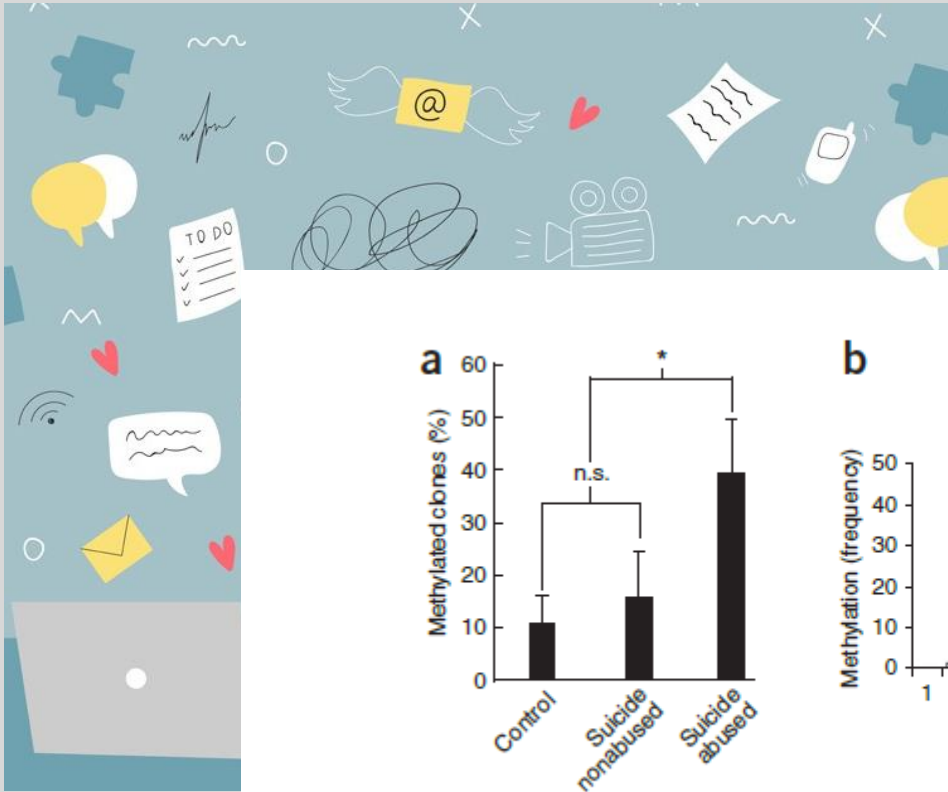 @
TO DO
a
60
50
40
30
20
10
0
Methylated clones (%)
*
n.s.
Control
Suicide
nonabused
Suicide
abused
b
50
40
30
20
10
0
Methylation (frequency)
1